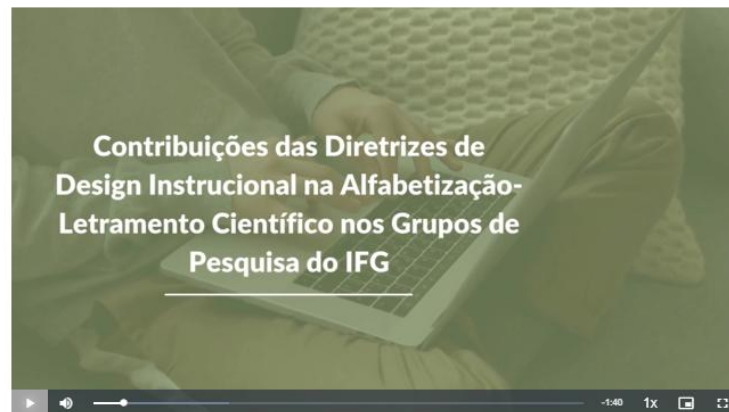 Contribuições das Diretrizes de
Design Instrucional na Alfabetização-
Letramento Científico nos Grupos de
Pesquisa do IFG
-1:40 1x